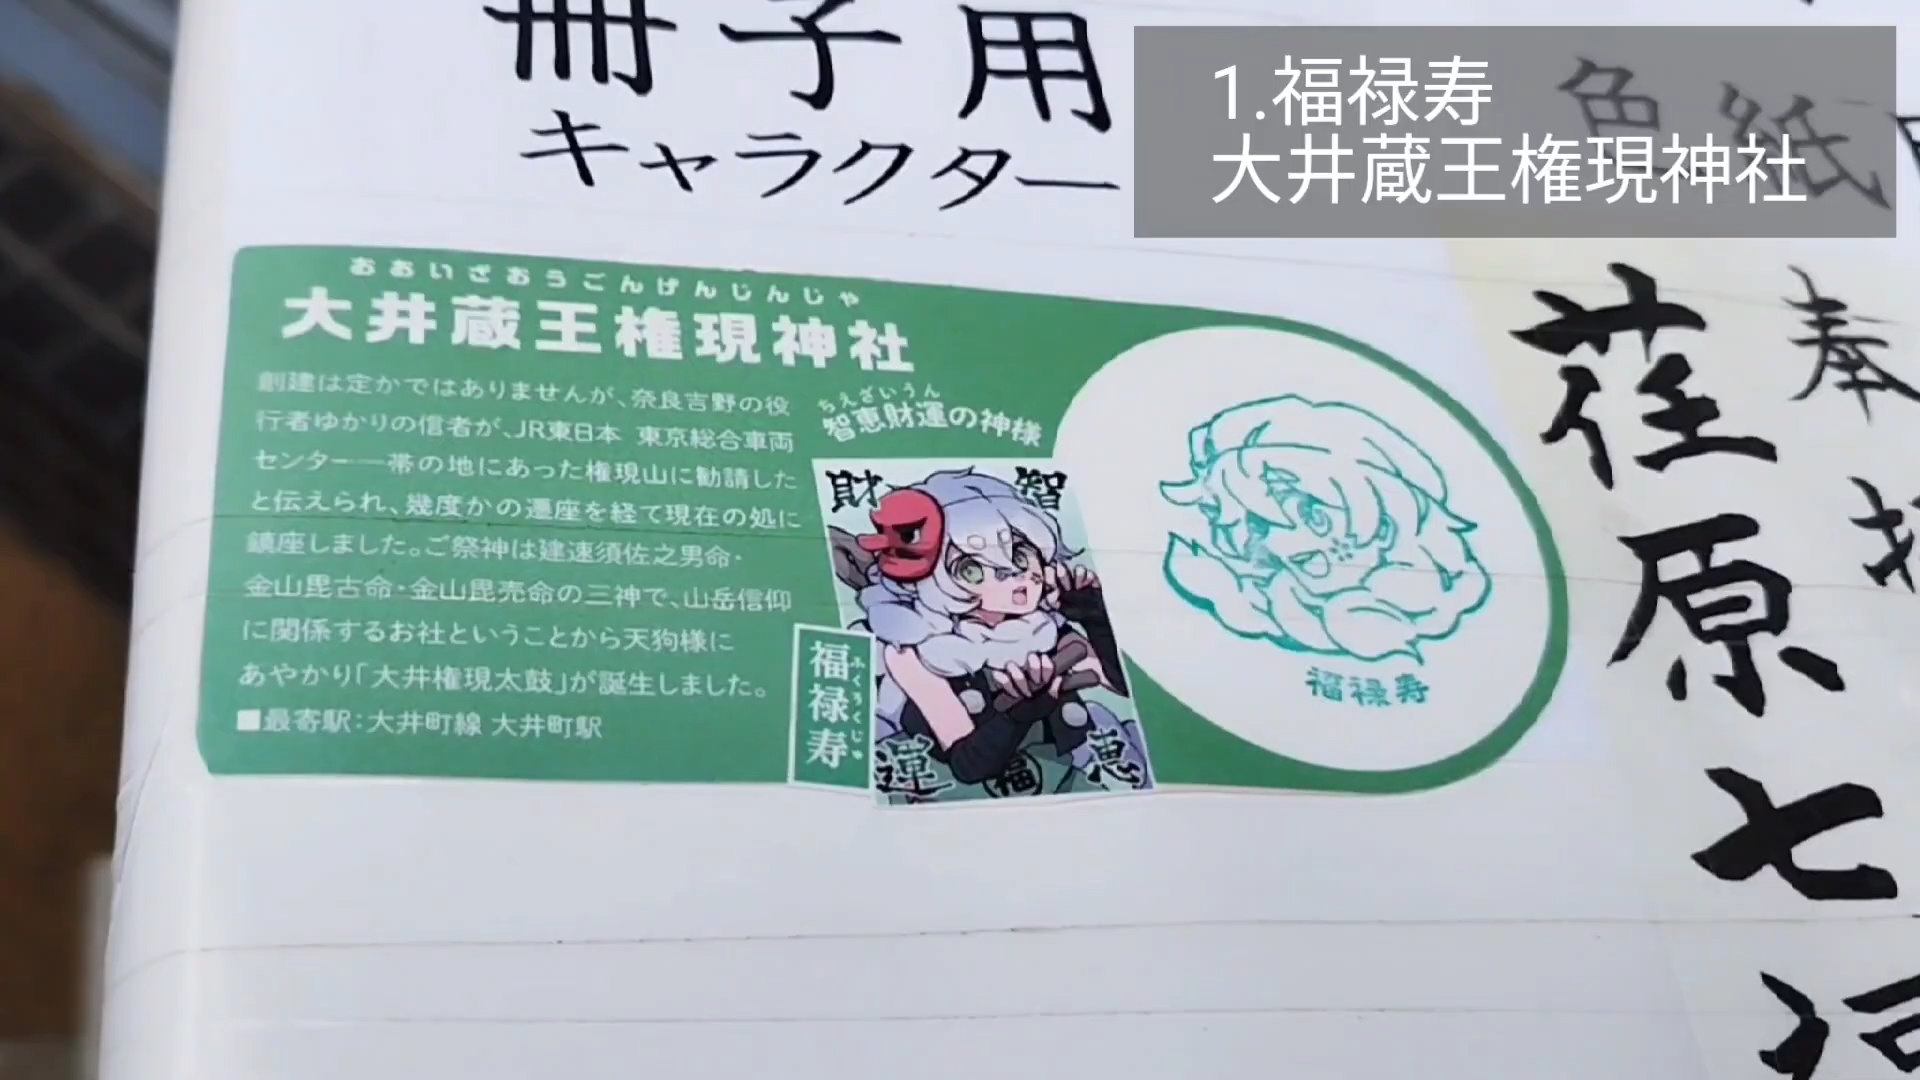 冊子用
キャラクター
1.福禄寿
大井蔵王権現神社
色紙
おおいざおうごんげんじんじゃ
大井蔵王権現神社
創建は定かではありませんが、奈良吉野の役
行者ゆかりの信者が、JR東日本 東京総合車両
センター一帯の地にあった権現山に勧請した
と伝えられ、幾度かの遷座を経て現在の処に
鎮座しました。ご祭神は建速須佐之男命・
金山毘古命・金山毘売命の三神で、山岳信仰
に関係するお社ということから天狗様に
あやかり「大井権現太鼓」が誕生しました。
■最寄駅:大井町線 大井町駅
ちえざいうん
智恵財運の神様
財 智
運 福 恵
福禄寿
ふくろくじゅ
福禄寿
奉
荏原七